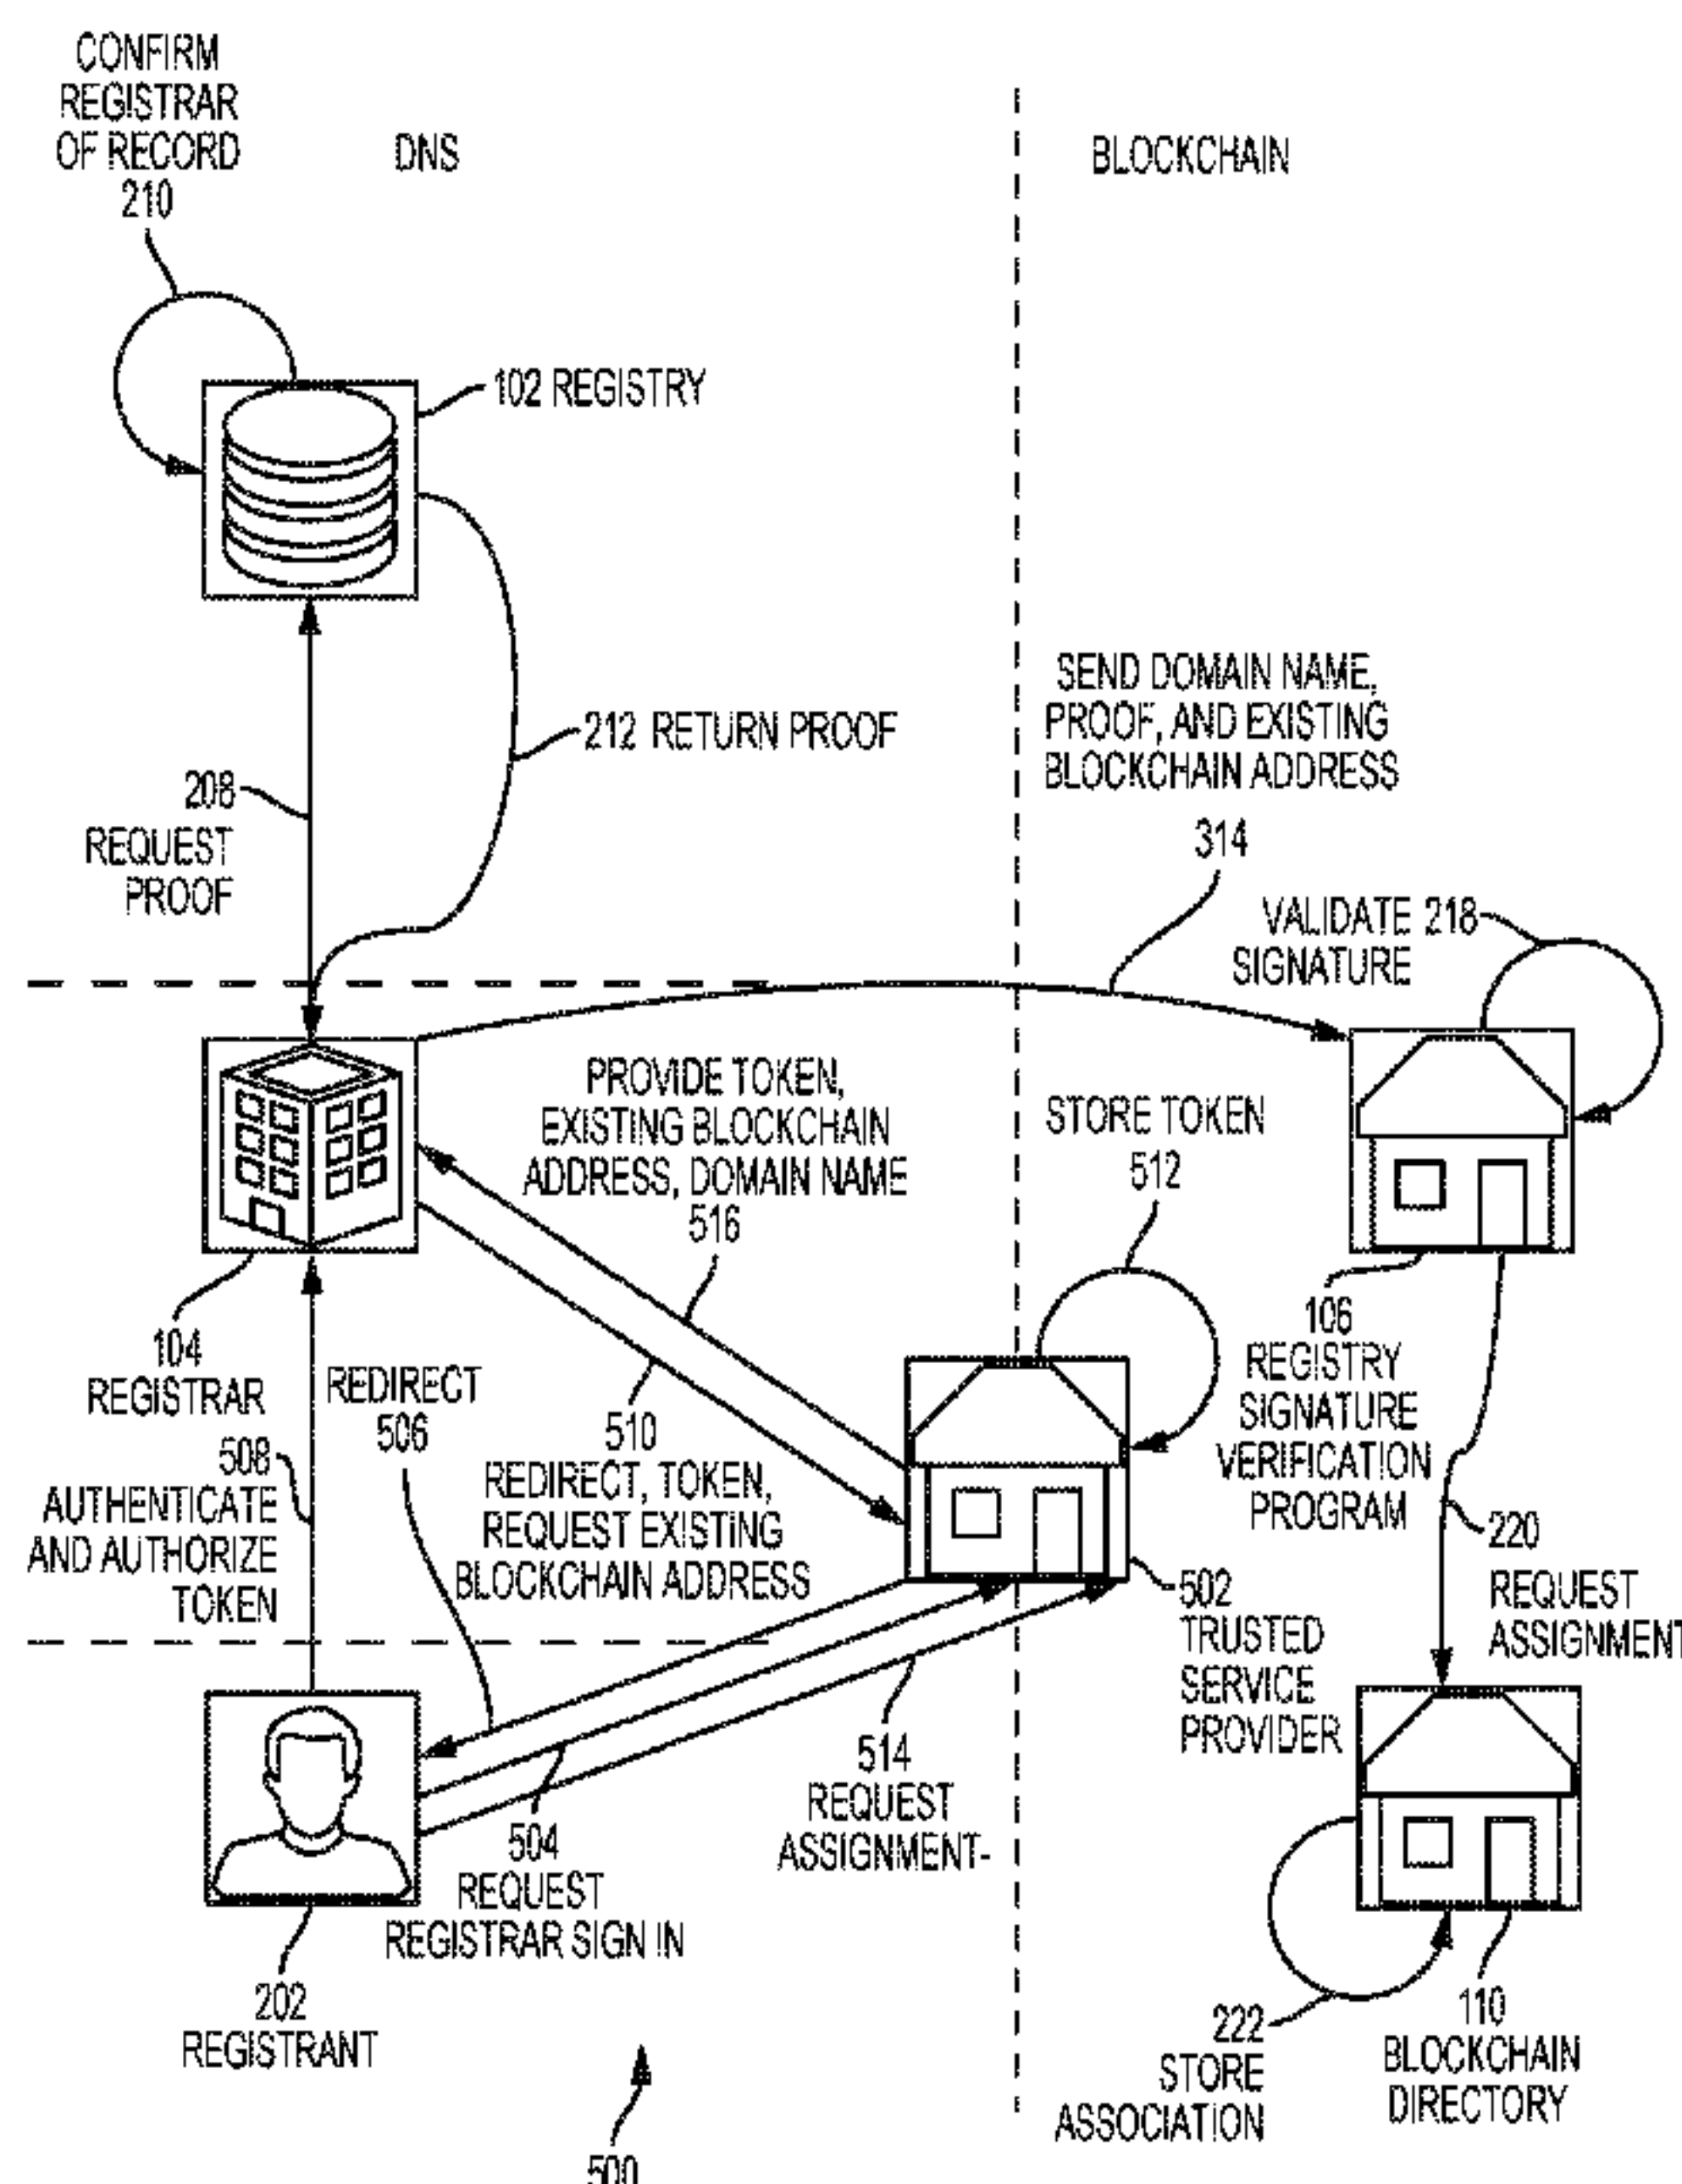 CONFIRM
REGISTRAR
OF RECORD
210
DNS
BLOCKCHAIN
102 REGISTRY
212 RETURN PROOF
208
REQUEST
PROOF
SEND DOMAIN NAME,
PROOF, AND EXISTING
BLOCKCHAIN ADDRESS
314
VALIDATE 218
SIGNATURE
PROVIDE TOKEN,
EXISTING BLOCKCHAIN
ADDRESS, DOMAIN NAME
516
STORE TOKEN
512
104
REGISTRAR
REDIRECT
506
508
AUTHENTICATE
AND AUTHORIZE
TOKEN
510
REDIRECT, TOKEN,
REQUEST EXISTING
BLOCKCHAIN ADDRESS
106
REGISTRY
SIGNATURE
VERIFICATION
PROGRAM
220
REQUEST
ASSIGNMENT
502
TRUSTED
SERVICE
PROVIDER
514
REQUEST
ASSIGNMENT-
504
REQUEST
REGISTRAR SIGN IN
202
REGISTRANT
222
STORE
ASSOCIATION
110
BLOCKCHAIN
DIRECTORY
500